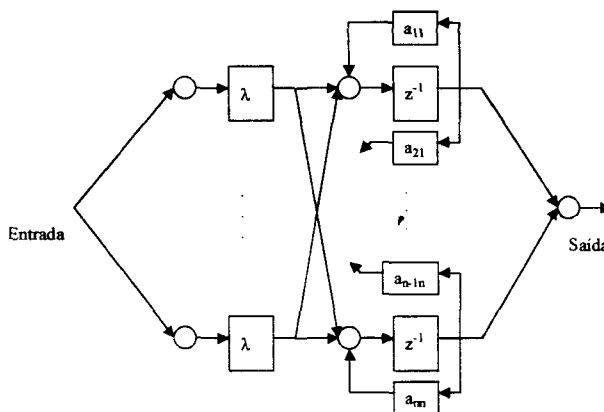 a11
λ
z-1
a21
Entrada
Saída
an-1n
λ
z-1
ann